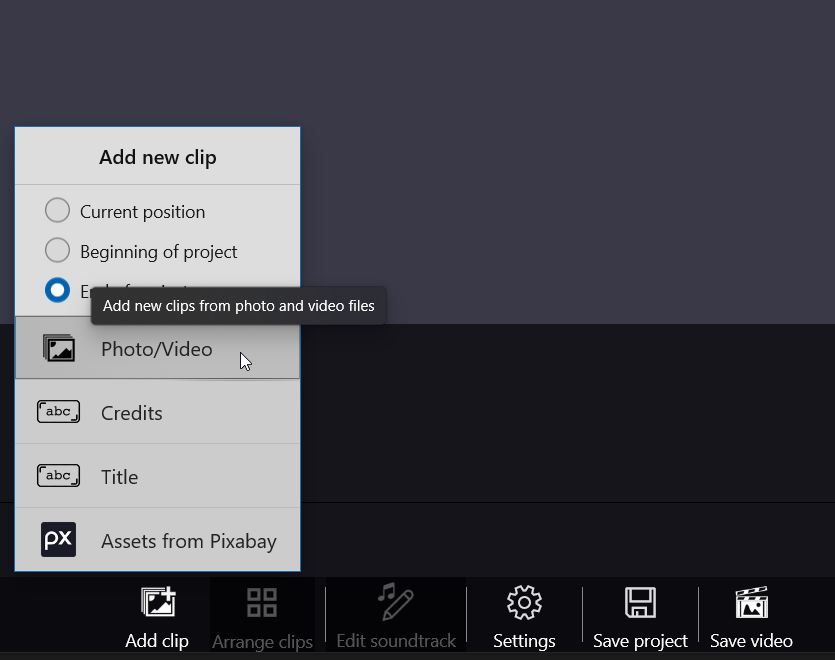 Add new clip
Current position
Beginning of project
Add new clips from photo and video files
Photo/Video
abc
Credits
abc
Title
px
Assets from Pixabay
Add clip
Arrange clips
Edit soundtrack
Settings
Save project
Save video